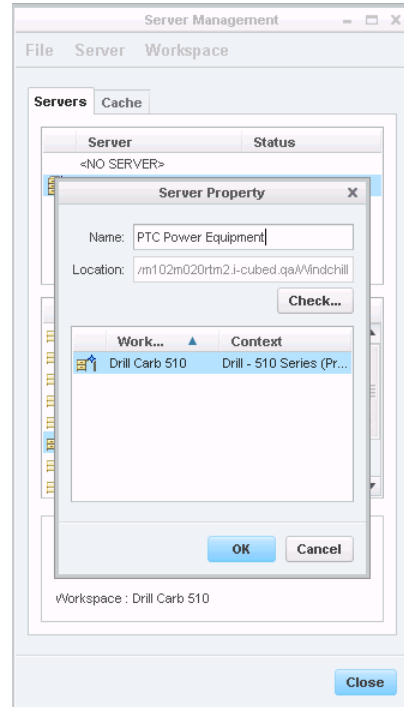 Server Management
File Server Workspace
Servers Cache
Server Status
<NO SERVER>
Server Property
Name: PTC Power Equipment
Location: /m102m020rtm2.i-cubed.qa/Windchill
Check...
Work... Context
Drill Carb 510 Drill - 510 Series (Pr...
OK Cancel
Workspace : Drill Carb 510
Close